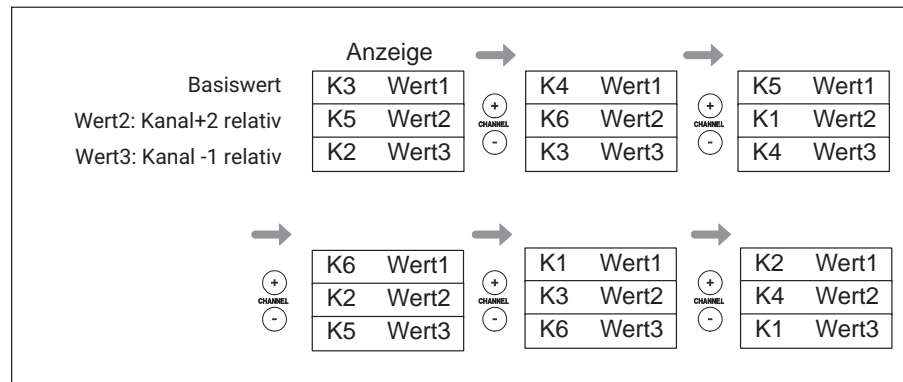 Anzeige
Basiswert
Wert2: Kanal+2 relativ
Wert3: Kanal -1 relativ
K3 Wert1
K5 Wert2
K2 Wert3
+
CHANNEL
-
K4 Wert1
K6 Wert2
K3 Wert3
+
CHANNEL
-
K5 Wert1
K1 Wert2
K4 Wert3
+
CHANNEL
-
K6 Wert1
K2 Wert2
K5 Wert3
+
CHANNEL
-
K1 Wert1
K3 Wert2
K6 Wert3
+
CHANNEL
-
K2 Wert1
K4 Wert2
K1 Wert3